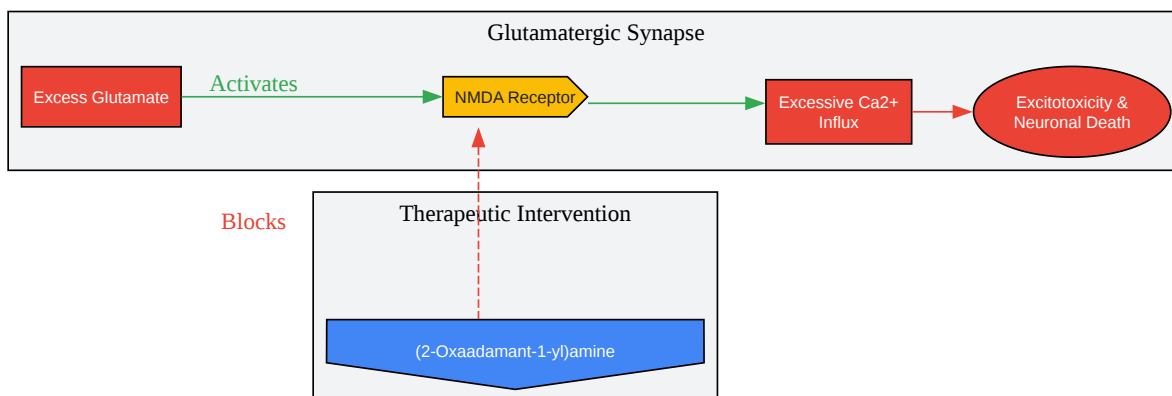 Glutamatergic Synapse
Excess Glutamate
Activates
NMDA Receptor
Excessive Ca2+
Influx
Excitotoxicity &
Neuronal Death
Blocks
Therapeutic Intervention
(2-Oxaadamant-1-yl)amine